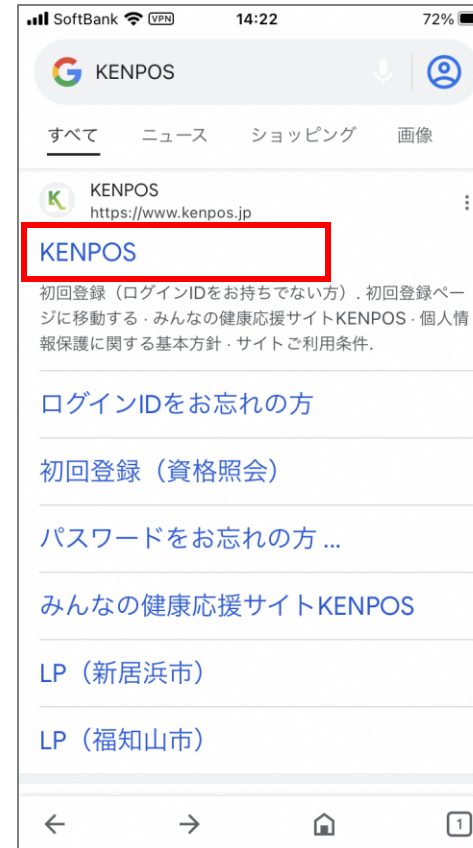 SoftBank VPN 14:22 72%
KENPOS
すべて ニュース ショッピング 画像
KENPOS
https://www.kenpos.jp
KENPOS
初回登録（ログインIDをお持ちでない方）. 初回登録ペー
ジに移動する · みんなの健康応援サイトKENPOS · 個人情
報保護に関する基本方針 · サイトご利用条件.
ログインIDをお忘れの方
初回登録（資格照会）
パスワードをお忘れの方 ...
みんなの健康応援サイトKENPOS
LP（新居浜市）
LP（福知山市）
1